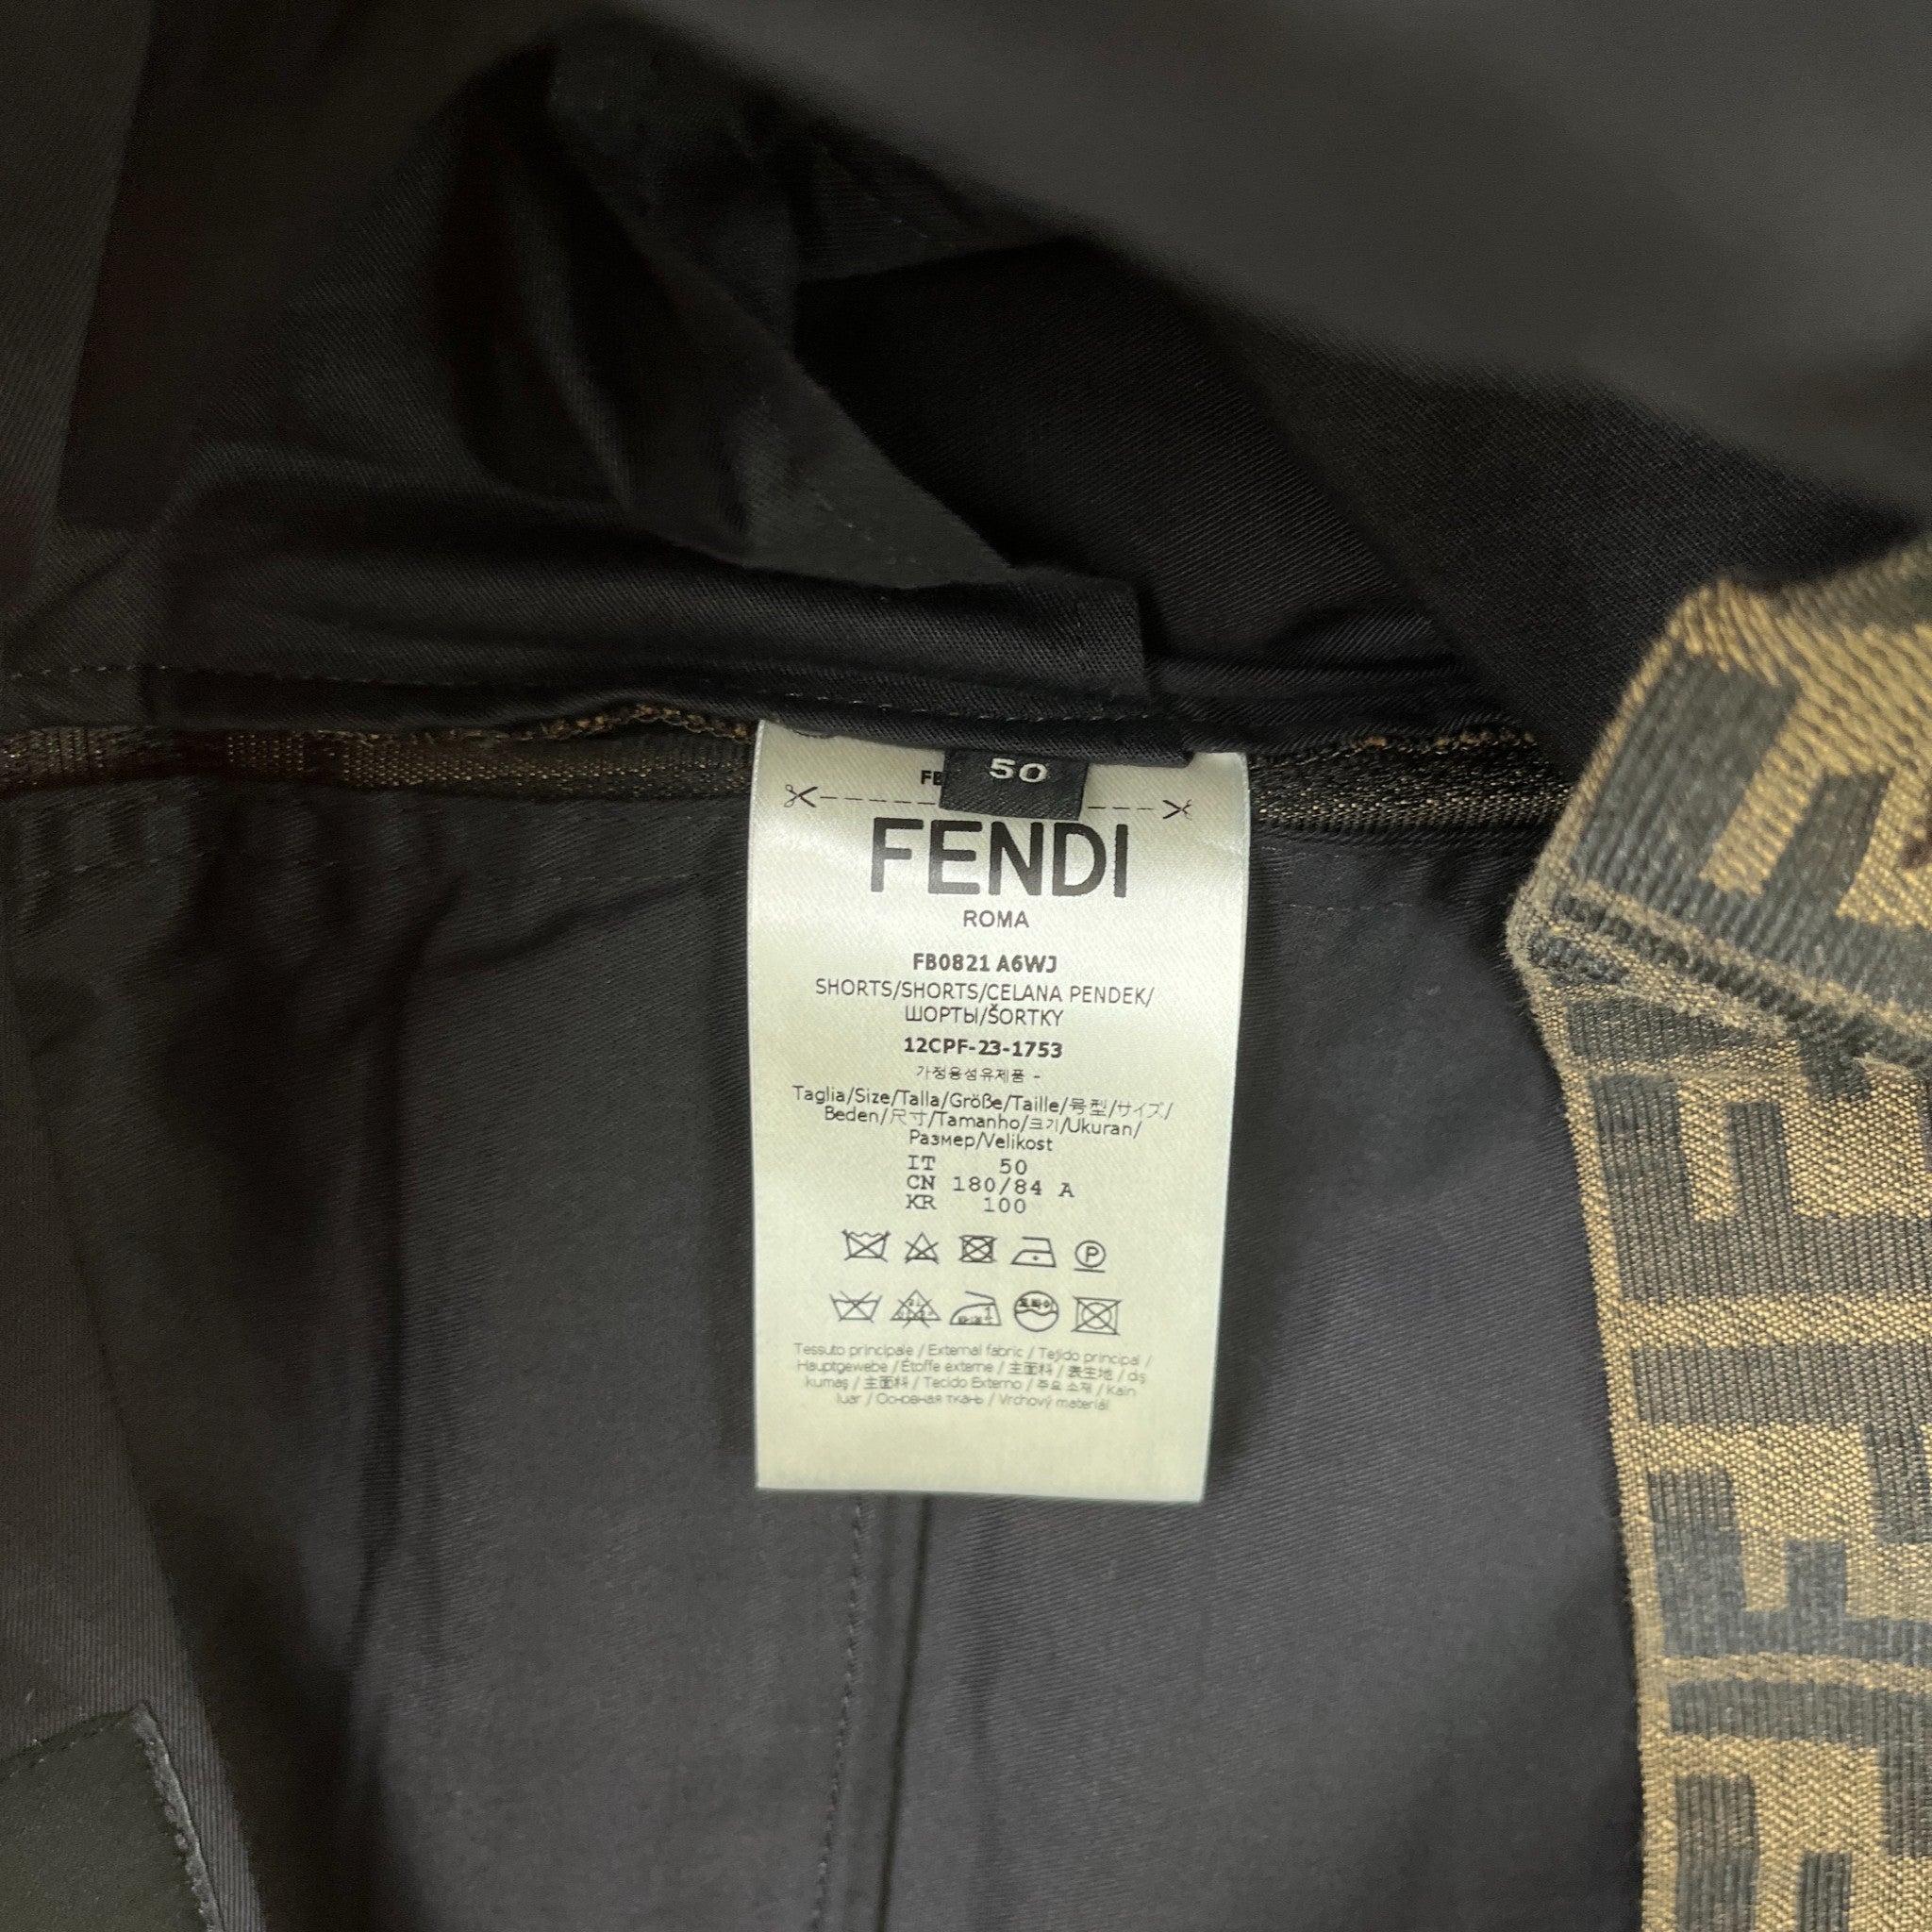 50
FENDI
ROMA
FB0821 A6WJ
SHORTS/SHORTS/CELANA PENDEK/
ШОРТЫ/ŠORTKY
12CPF-23-1753
가정용섬유제품 -
Taglia/Size/Talla/Größe/Taille/号型/サイズ/
Beden/尺寸/Tamanho/크기/Ukuran/
Размер/Velikost
IT 50
CN 180/84 A
KR 100
P
Tessuto principale / External fabric / Tejido principal /
Hauptgewebe / Étoffe externe / 主面料 / 表生地 / dış
kumaş / 主面料 / Tecido Externo / 주요 소재 / Kain
luar / Основная ткань / Vrchový materiál